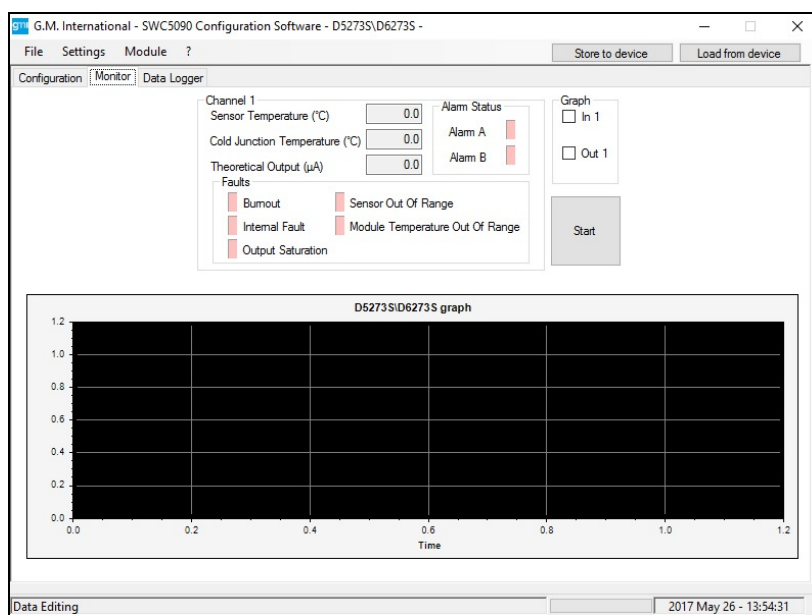 gmi G.M. International - SWC5090 Configuration Software - D5273S\D6273S -
File Settings Module ? Store to device Load from device
Configuration Monitor Data Logger
Channel 1
Sensor Temperature (°C) 0.0
Cold Junction Temperature (°C) 0.0
Theoretical Output (µA) 0.0
Alarm Status
Alarm A
Alarm B
Graph
In 1
Out 1
Faults
Burnout Sensor Out Of Range
Internal Fault Module Temperature Out Of Range
Output Saturation
Start
D5273S\D6273S graph
1.2
1.0
0.8
0.6
0.4
0.2
0.0
0.0 0.2 0.4 0.6 0.8 1.0 1.2
Time
Data Editing 2017 May 26 - 13:54:31